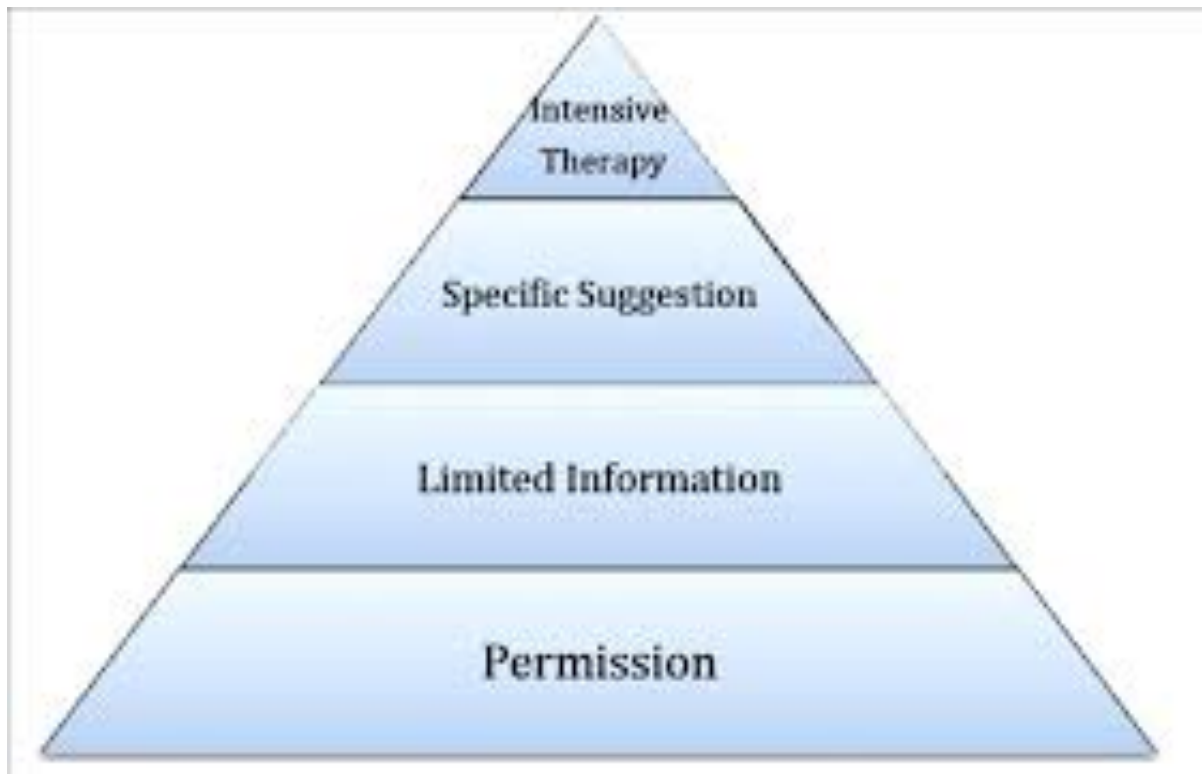 Intensive
Therapy
Specific Suggestion
Limited Information
Permission